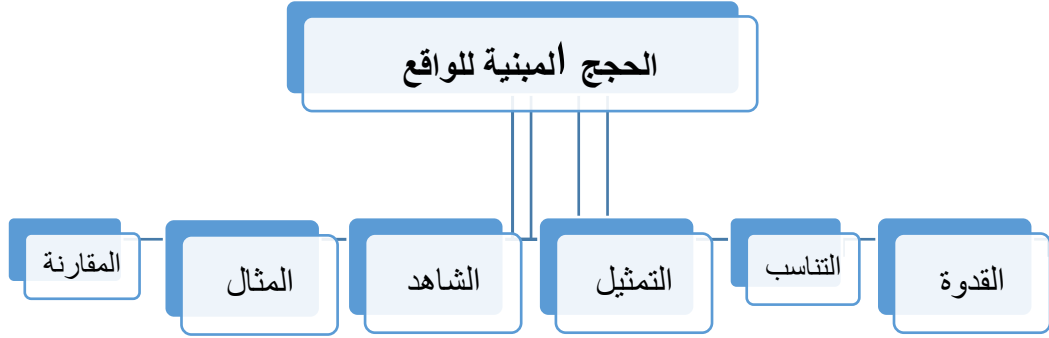 الحجج المبنية للواقع
القدوة
التناسب
التمثيل
الشاهد
المثال
المقارنة